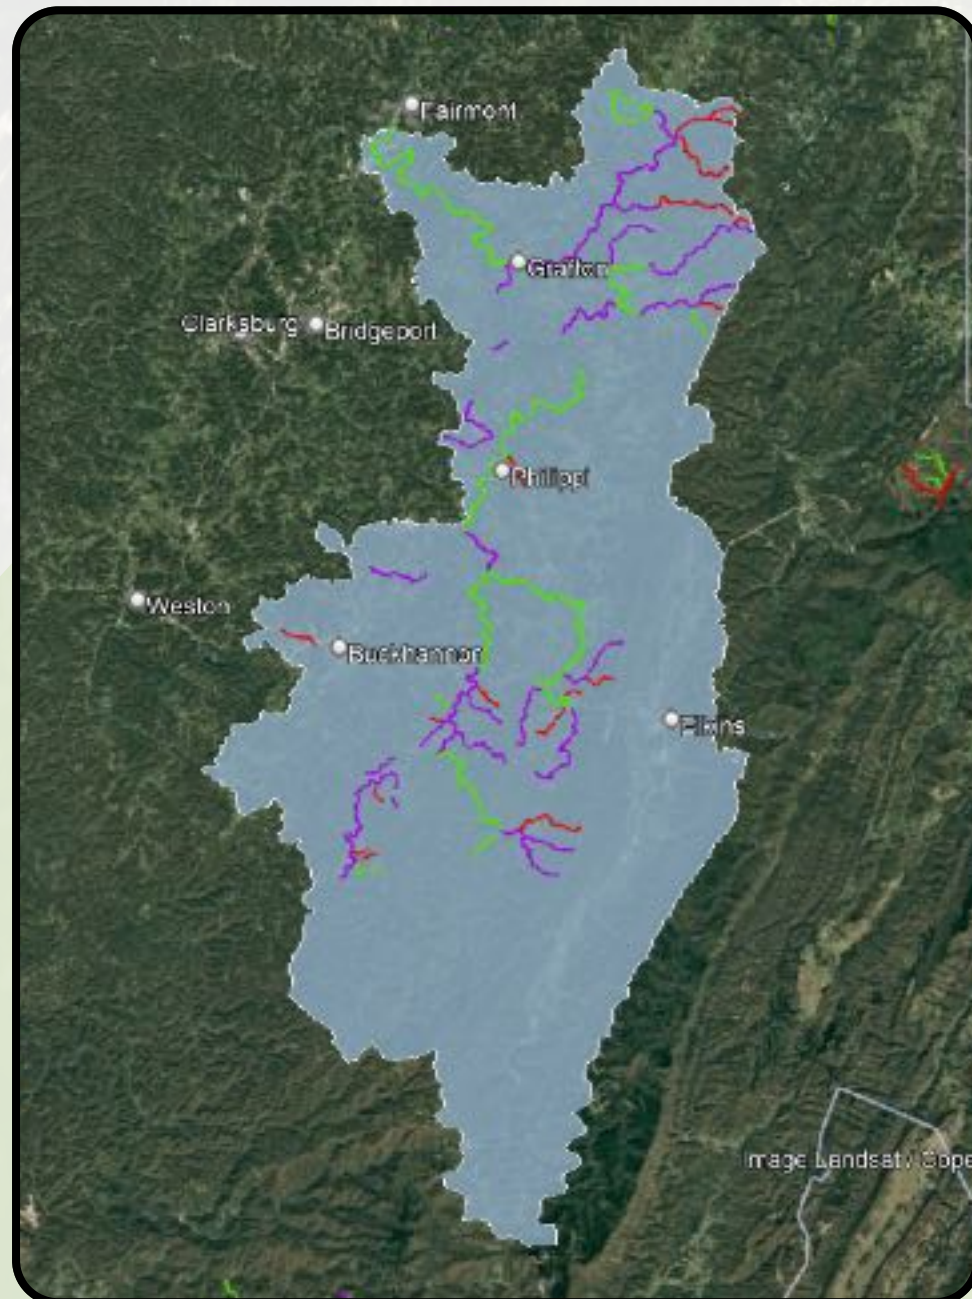 Fairmont
Grafton
Clarksburg
Bridgeport
Philippi
Weston
Buckhannon
Elkins
Image Landsat / Cope